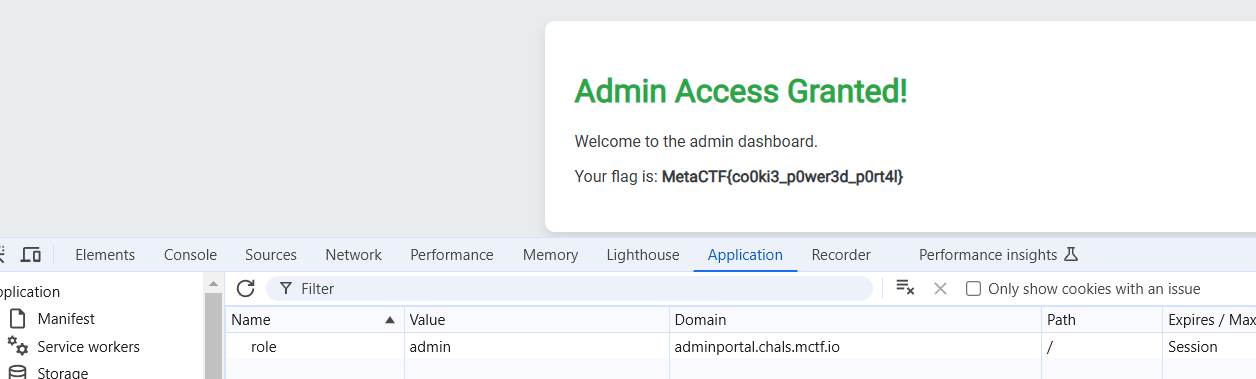 Admin Access Granted!
Welcome to the admin dashboard.
Your flag is: MetaCTF{co0ki3_p0wer3d_p0rt4l}
Elements Console Sources Network Performance Memory Lighthouse Application Recorder Performance insights
pplication
Filter Only show cookies with an issue
Manifest
Service workers
Storage
Name Value Domain Path Expires / Max
role admin adminportal.chals.mctf.io / Session